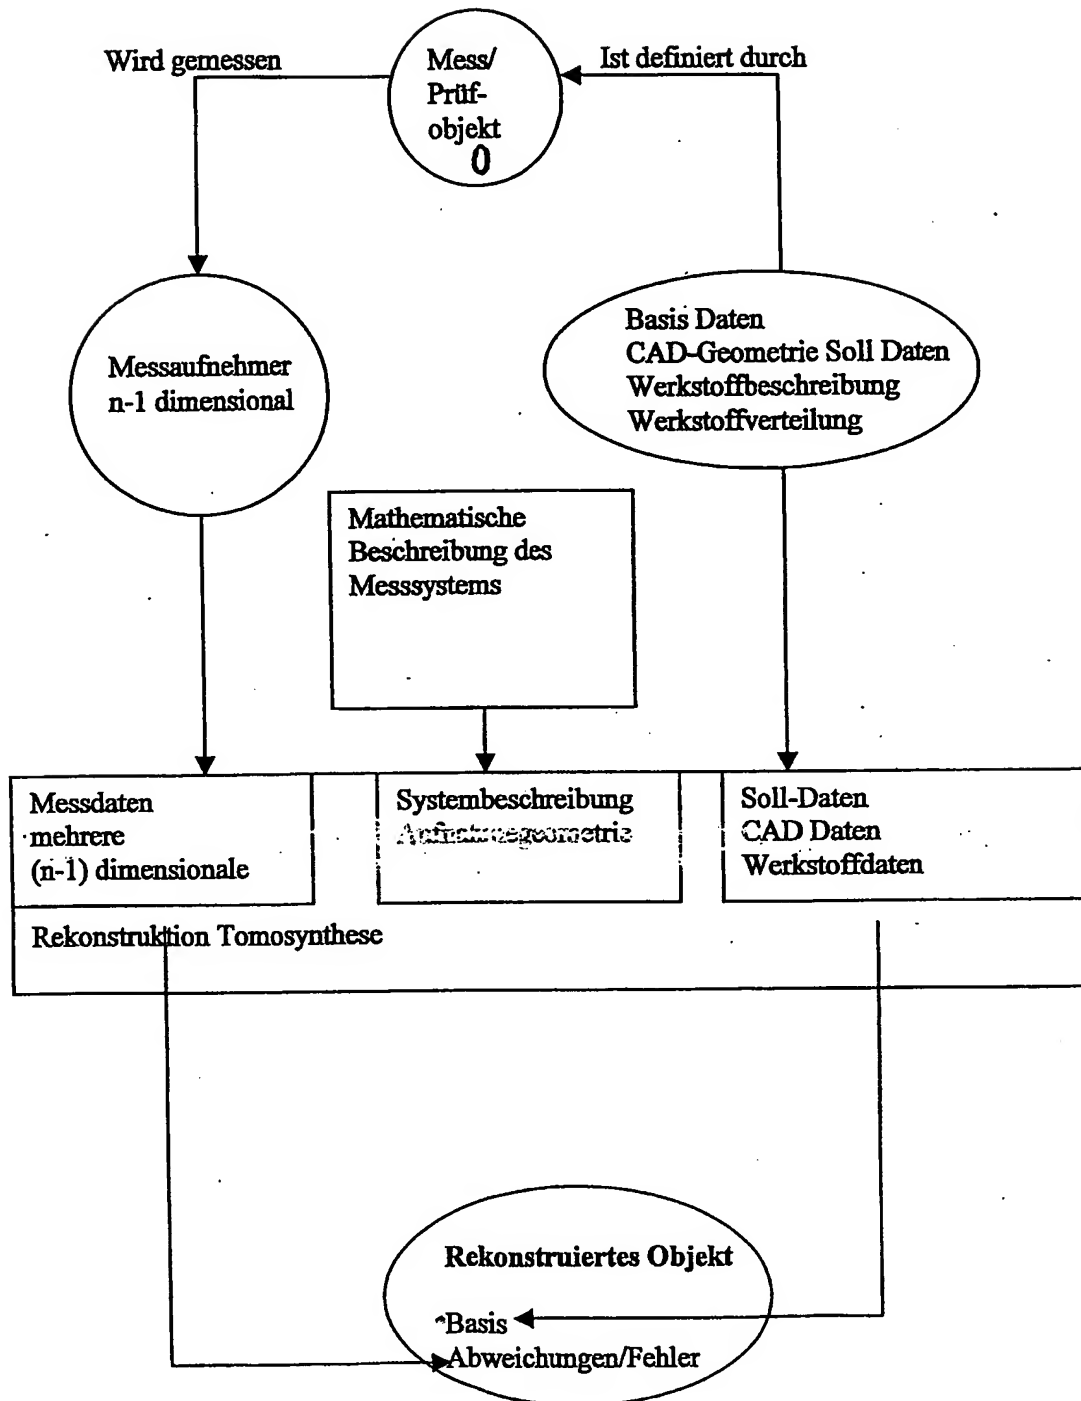 Wird gemessen
Mess/
Prüf-
objekt
0
Ist definiert durch
Messaufnehmer
n-1 dimensional
Basis Daten
CAD-Geometrie Soll Daten
Werkstoffbeschreibung
Werkstoffverteilung
Mathematische
Beschreibung des
Messsystems
Messdaten
mehrere
(n-1) dimensionale
Systembeschreibung
Aufnahmegeometrie
Soll-Daten
CAD Daten
Werkstoffdaten
Rekonstruktion Tomosynthese
Rekonstruiertes Objekt
Basis
Abweichungen/Fehler